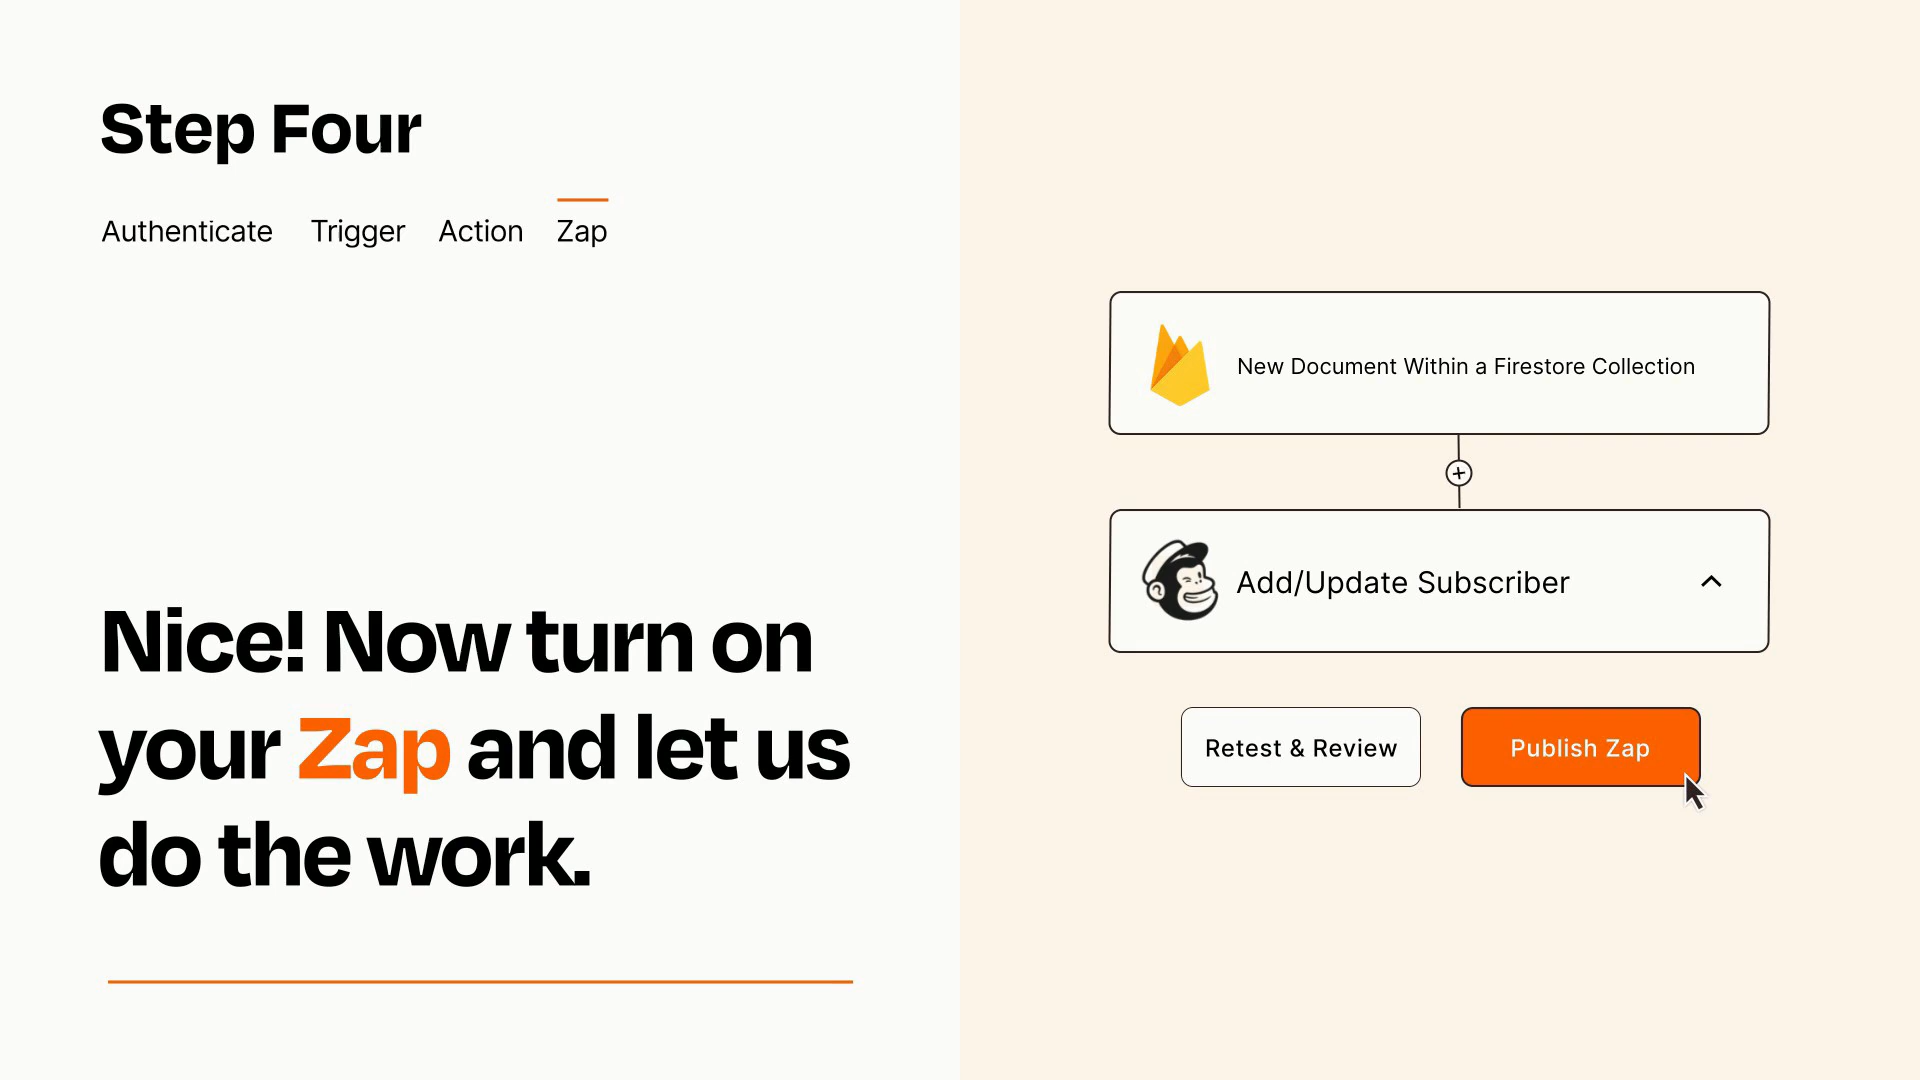 Step Four
Authenticate Trigger Action Zap
Nice! Now turn on
your Zap and let us
do the work.
New Document Within a Firestore Collection
Add/Update Subscriber
Retest & Review
Publish Zap